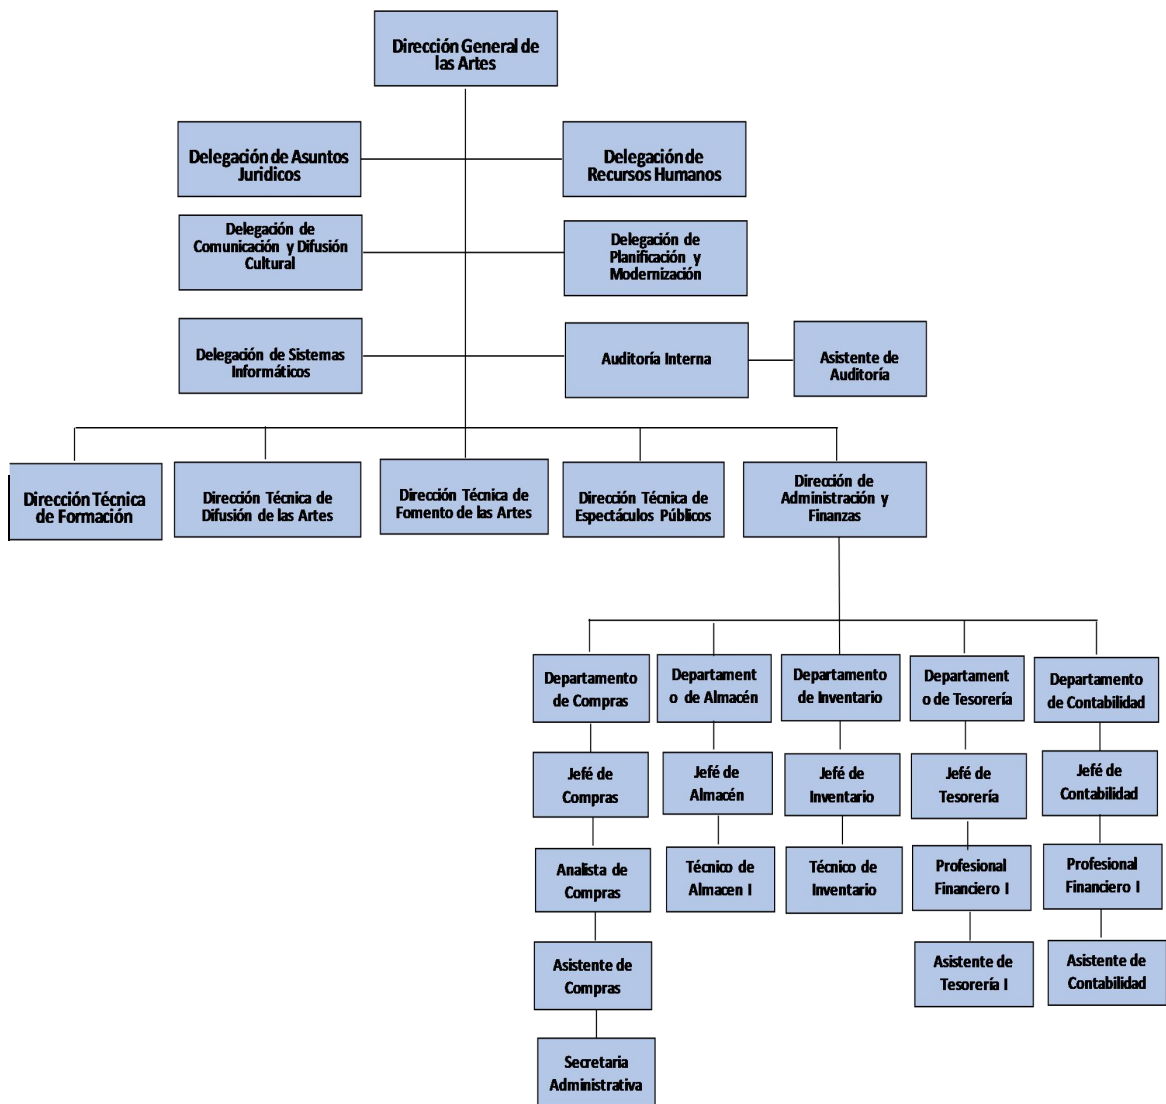 Dirección General de
las Artes
Delegación de Asuntos
Juridicos
Delegación de
Recursos Humanos
Delegación de
Comunicación y Difusión
Cultural
Delegación de
Planificación y
Modernización
Delegación de Sistemas
Informáticos
Auditoría Interna
Asistente de
Auditoría
Dirección Técnica
de Formación
Dirección Técnica de
Difusión de las Artes
Dirección Técnica de
Fomento de las Artes
Dirección Técnica de
Espectáculos Públicos
Dirección de
Administración y
Finanzas
Departamento
de Compras
Departament
o de Almacén
Departamento
de Inventario
Departament
o de Tesorería
Departamento
de Contabilidad
Jefé de
Compras
Jefé de
Almacén
Jefé de
Inventario
Jefé de
Tesorería
Jefé de
Contabilidad
Analista de
Compras
Técnico de
Almacen I
Técnico de
Inventario
Profesional
Financiero I
Profesional
Financiero I
Asistente de
Compras
Asistente de
Tesorería I
Asistente de
Contabilidad
Secretaria
Administrativa